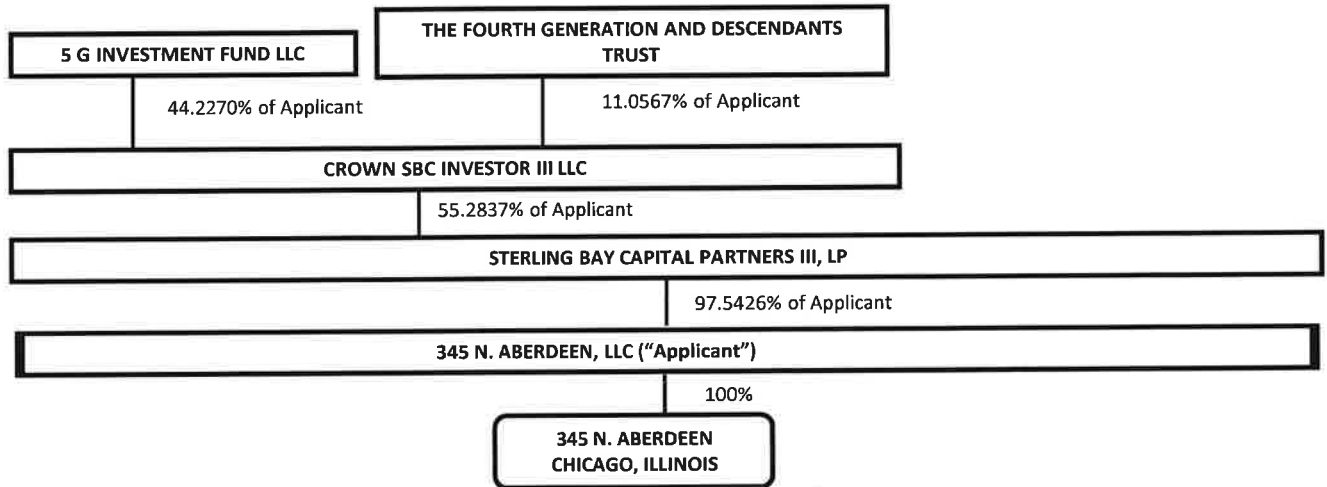 5 G INVESTMENT FUND LLC
THE FOURTH GENERATION AND DESCENDANTS
TRUST
44.2270% of Applicant
11.0567% of Applicant
CROWN SBC INVESTOR III LLC
55.2837% of Applicant
STERLING BAY CAPITAL PARTNERS III, LP
97.5426% of Applicant
345 N. ABERDEEN, LLC (“Applicant”)
100%
345 N. ABERDEEN
CHICAGO, ILLINOIS